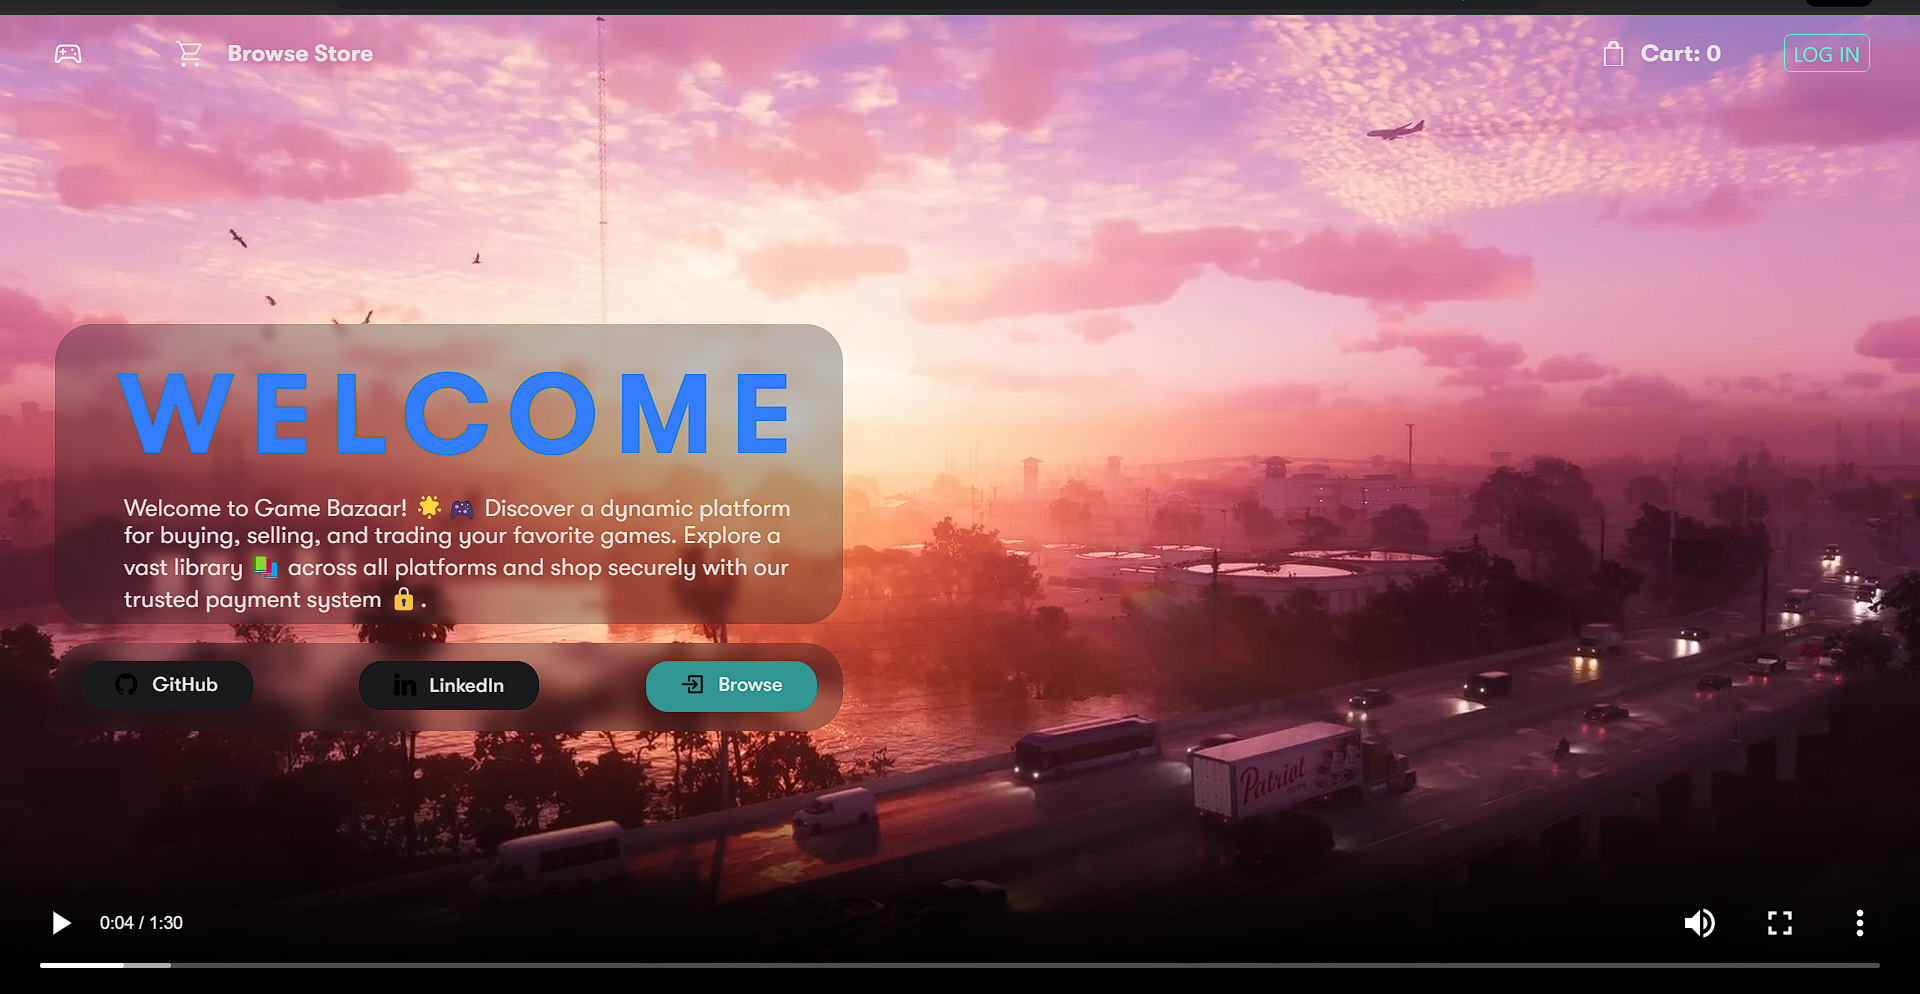 Browse Store
Cart: 0
LOG IN
WELCOME
Welcome to Game Bazaar! 🌟 🎮 Discover a dynamic platform
for buying, selling, and trading your favorite games. Explore a
vast library 📚 across all platforms and shop securely with our
trusted payment system 🔒 .
GitHub
LinkedIn
Browse
Patriot
0:04 / 1:30